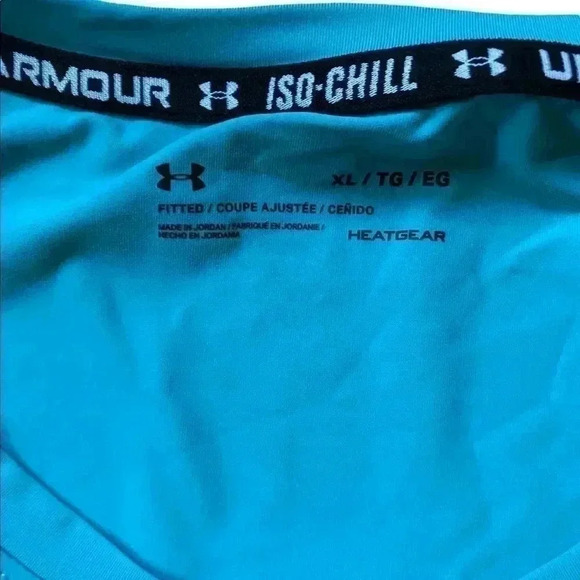 ARMOUR ISO-CHILL
XL / TG / EG
FITTED / COUPE AJUSTÉE / CEÑIDO
MADE IN JORDAN / FABRIQUÉ EN JORDANIE /
HECHO EN JORDANIA
HEATGEAR